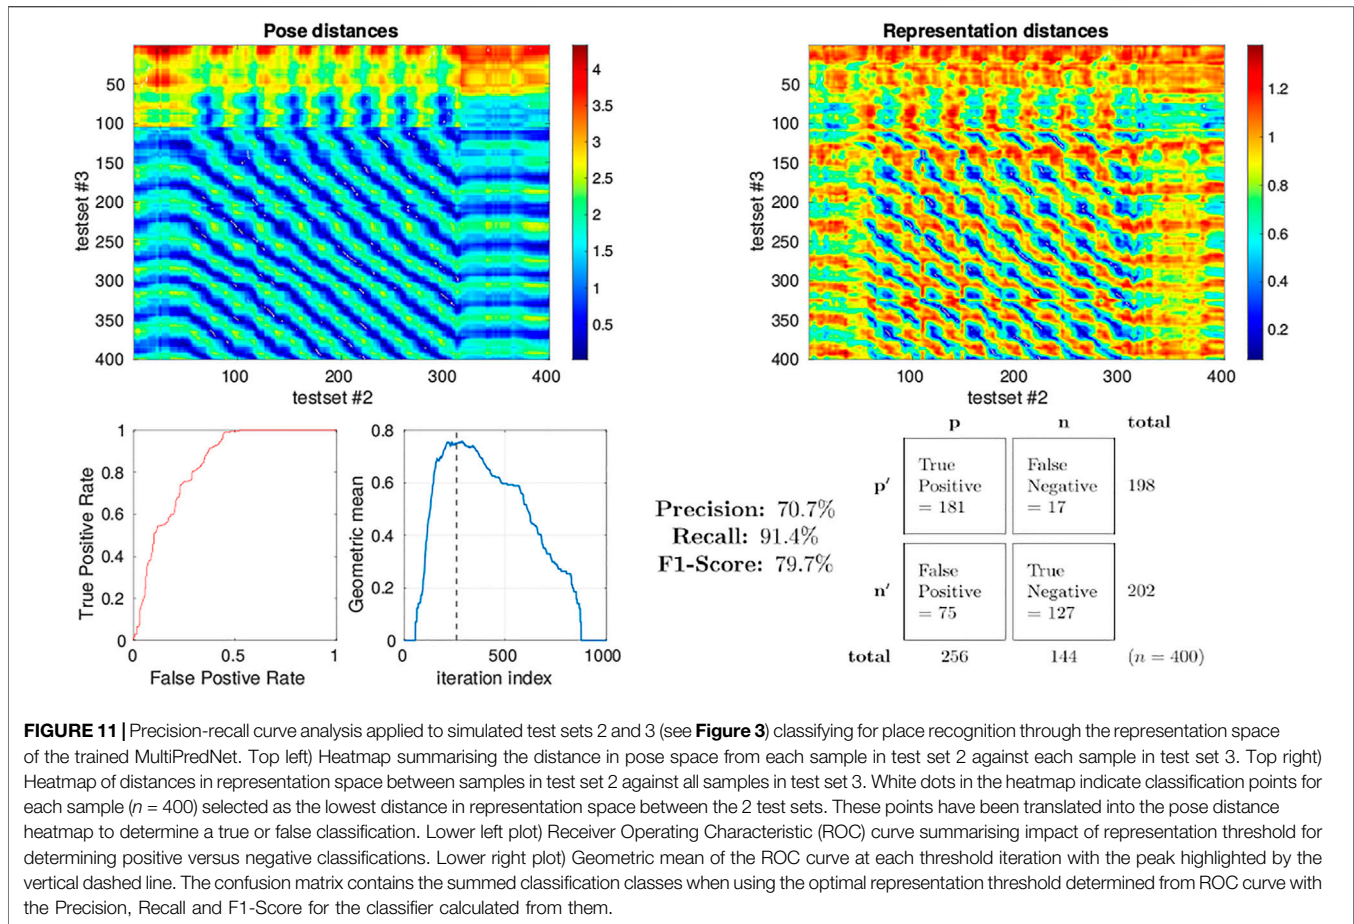 Pose distances
50
100
150
200
250
300
350
400
testset #3
100
200
300
400
testset #2
4
3.5
3
2.5
2
1.5
1
0.5
Representation distances
50
100
150
200
250
300
350
400
testset #3
100
200
300
400
testset #2
1.2
1
0.8
0.6
0.4
0.2
1
0.8
0.6
0.4
0.2
0
True Positive Rate
0
0.5
1
False Postive Rate
0.8
0.6
0.4
0.2
0
Geometric mean
0
500
1000
iteration index
Precision: 70.7%
Recall: 91.4%
F1-Score: 79.7%
p n total
p′
True
Positive
= 181
False
Negative
= 17
198
n′
False
Positive
= 75
True
Negative
= 127
202
total 256 144 (n = 400)
FIGURE 11 | Precision-recall curve analysis applied to simulated test sets 2 and 3 (see Figure 3) classifying for place recognition through the representation space
of the trained MultiPredNet. Top left) Heatmap summarising the distance in pose space from each sample in test set 2 against each sample in test set 3. Top right)
Heatmap of distances in representation space between samples in test set 2 against all samples in test set 3. White dots in the heatmap indicate classification points for
each sample (n = 400) selected as the lowest distance in representation space between the 2 test sets. These points have been translated into the pose distance
heatmap to determine a true or false classification. Lower left plot) Receiver Operating Characteristic (ROC) curve summarising impact of representation threshold for
determining positive versus negative classifications. Lower right plot) Geometric mean of the ROC curve at each threshold iteration with the peak highlighted by the
vertical dashed line. The confusion matrix contains the summed classification classes when using the optimal representation threshold determined from ROC curve with
the Precision, Recall and F1-Score for the classifier calculated from them.